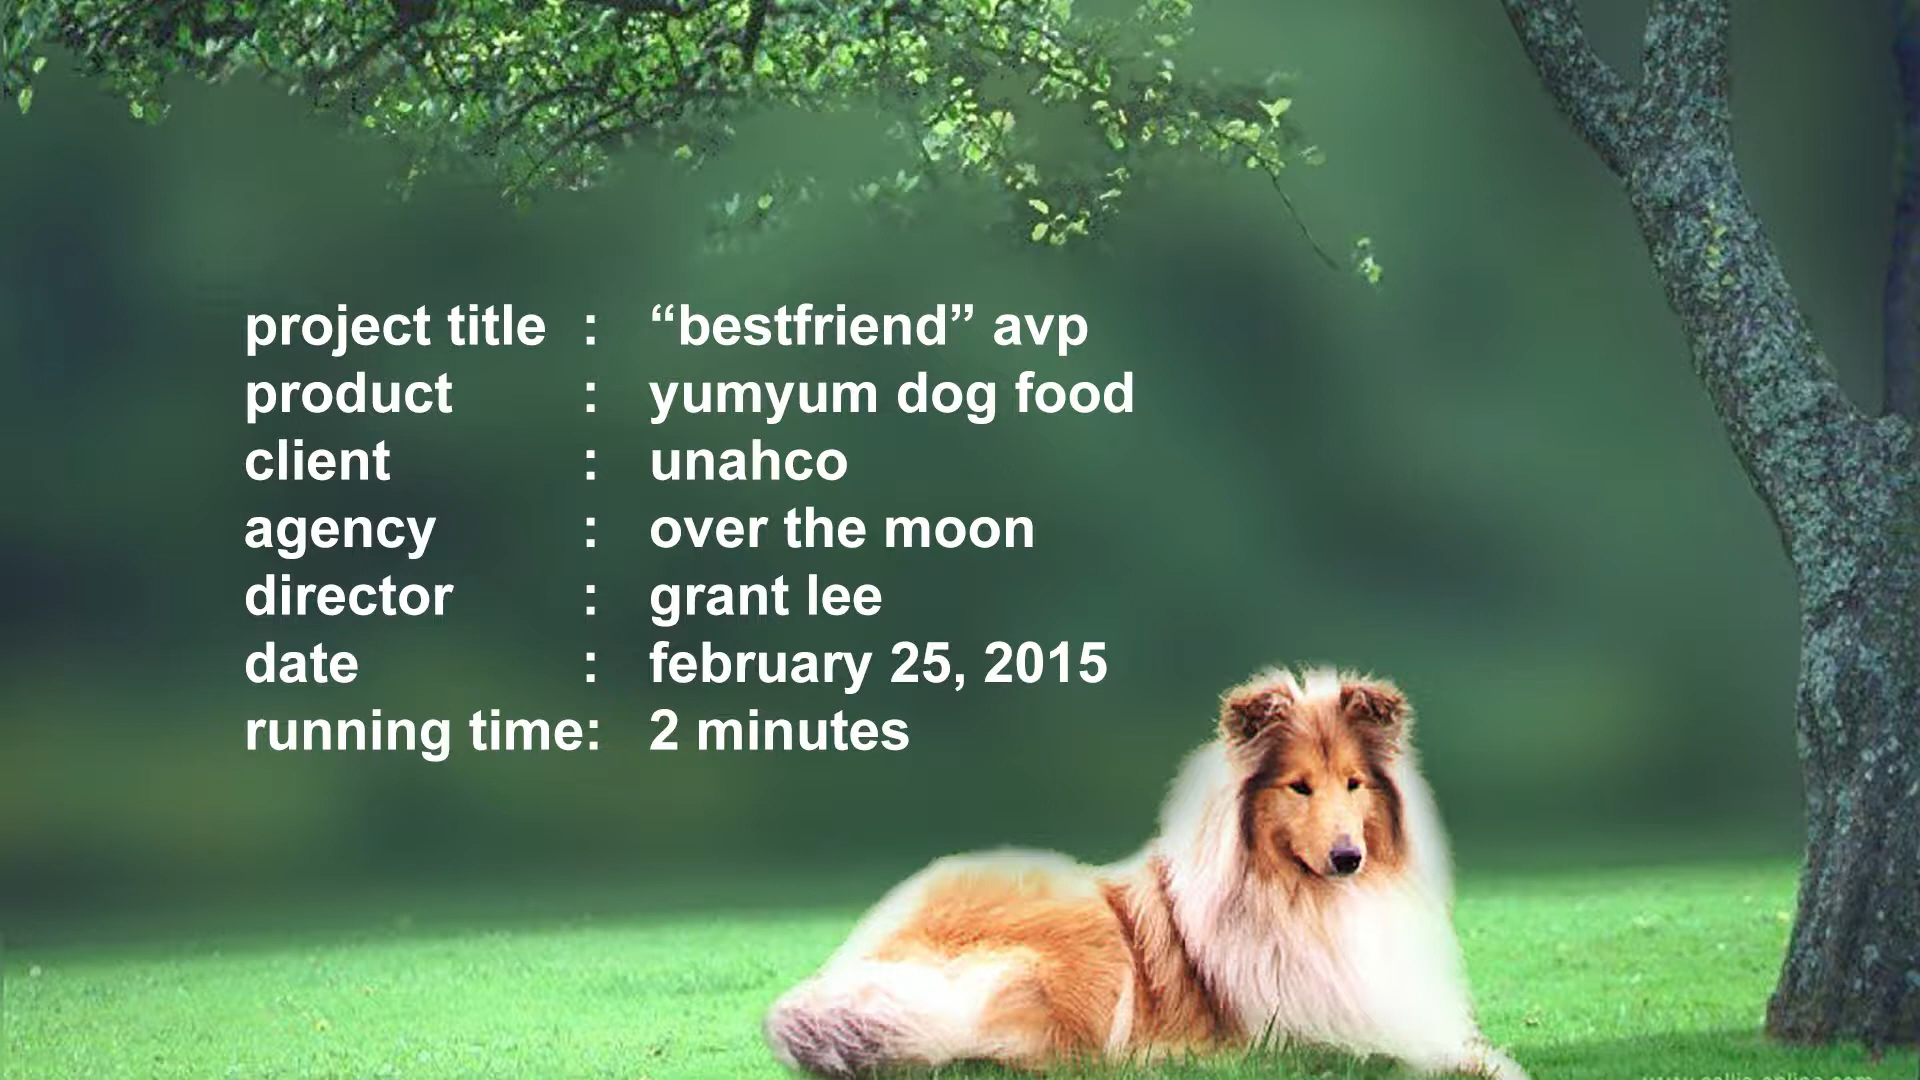 project title : “bestfriend” avp
product : yumyum dog food
client : unahco
agency : over the moon
director : grant lee
date : february 25, 2015
running time: 2 minutes